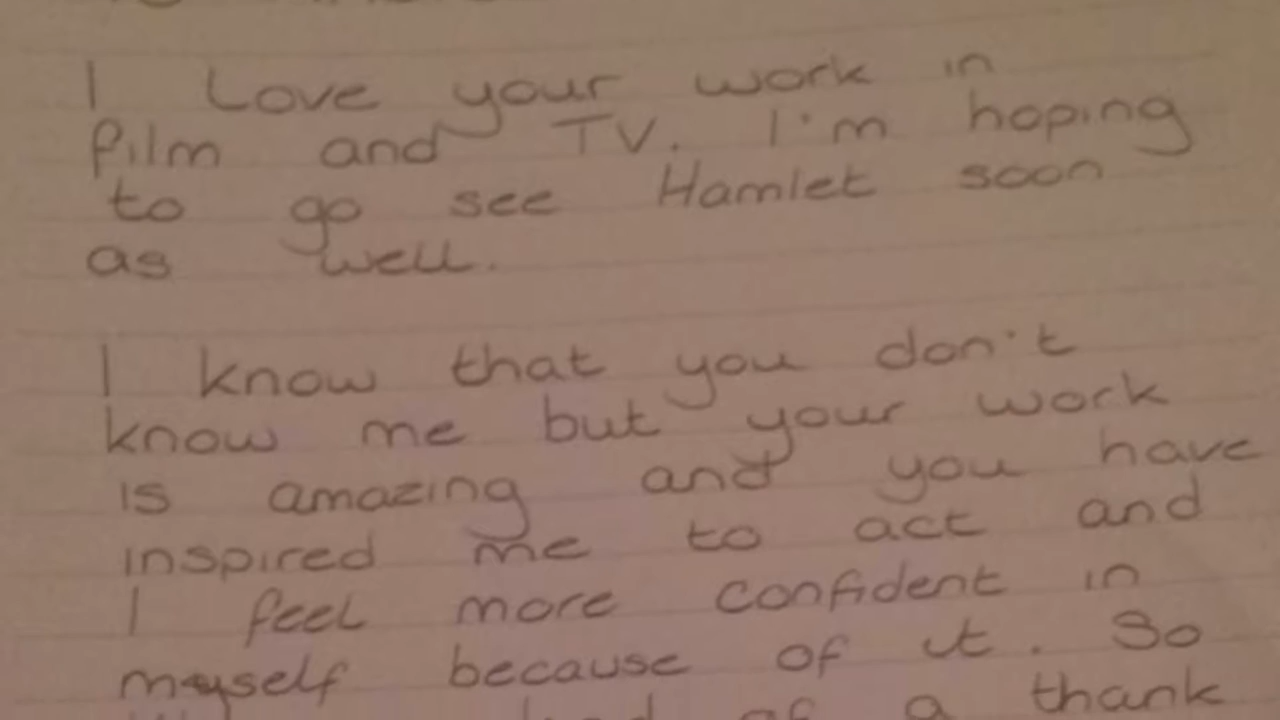 I Love your work in
film and TV. I'm hoping
to go see Hamlet soon
as well.
I know that you don't
know me but your work
is amazing and you have
inspired me to act and
I feel more confident in
myself because of it. So
of a thank